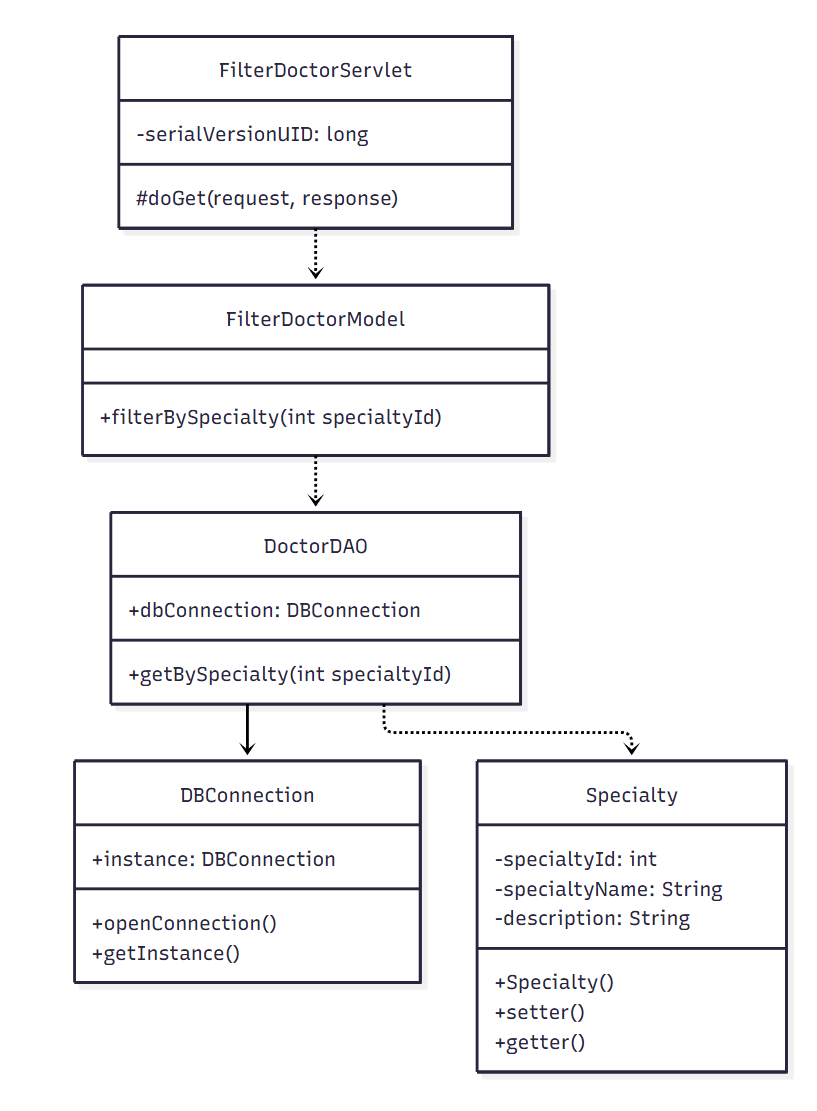 FilterDoctorServlet
-serialVersionUID: long
#doGet(request, response)
FilterDoctorModel
+filterBySpecialty(int specialtyId)
DoctorDAO
+dbConnection: DBConnection
+getBySpecialty(int specialtyId)
DBConnection
+instance: DBConnection
+openConnection()
+getInstance()
Specialty
-specialtyId: int
-specialtyName: String
-description: String
+Specialty()
+setter()
+getter()